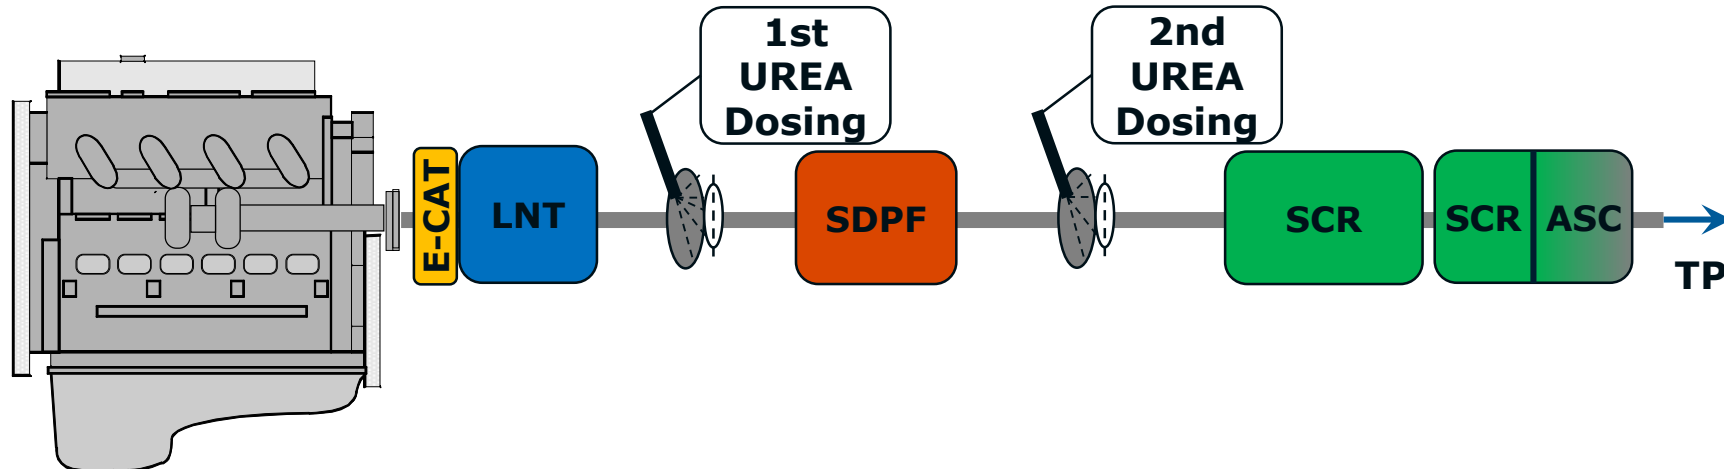 1st
UREA
Dosing
2nd
UREA
Dosing
E-CAT
LNT
SDPF
SCR
SCR
ASC
TP